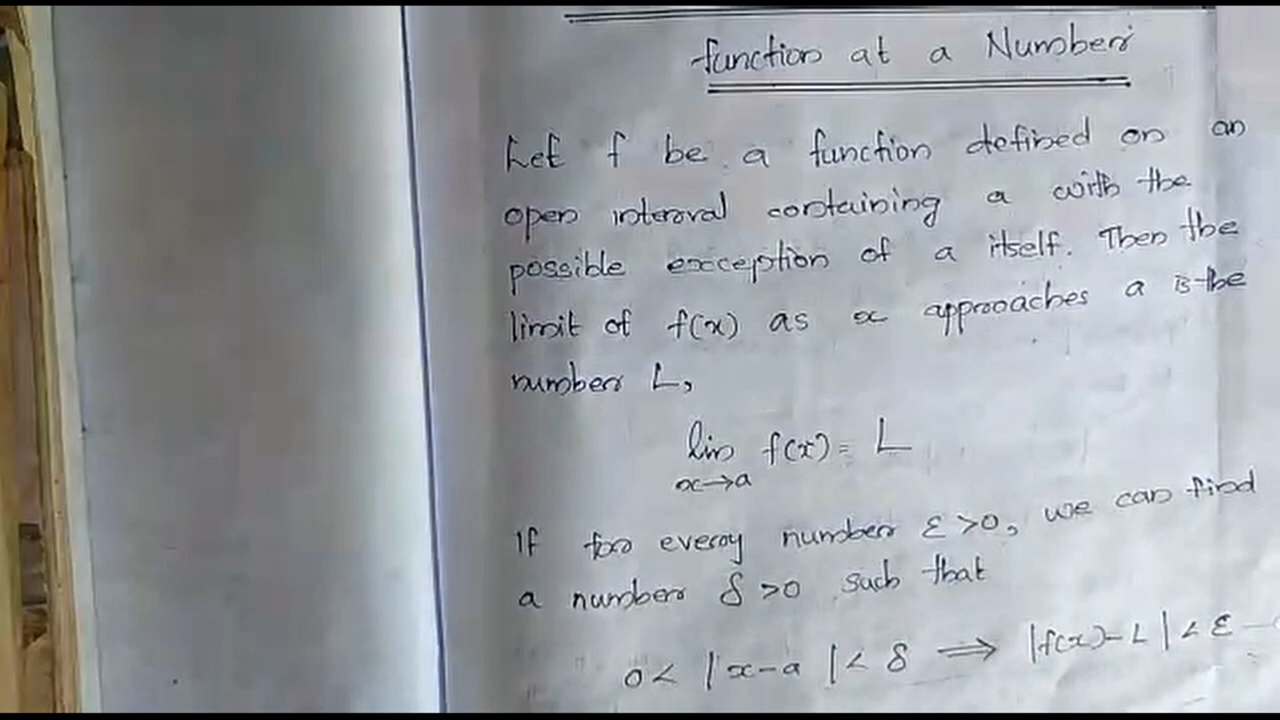 function at a Number
Let f be a function defined on an
open interval containing a with the
possible exception of a itself. Then the
limit of f(x) as x approaches a is the
number L,
lim f(x) = L
x→a
If for every number ε >0, we can find
a number δ >0 such that
0 < |x-a| < δ ⟹ |f(x)-L| < ε